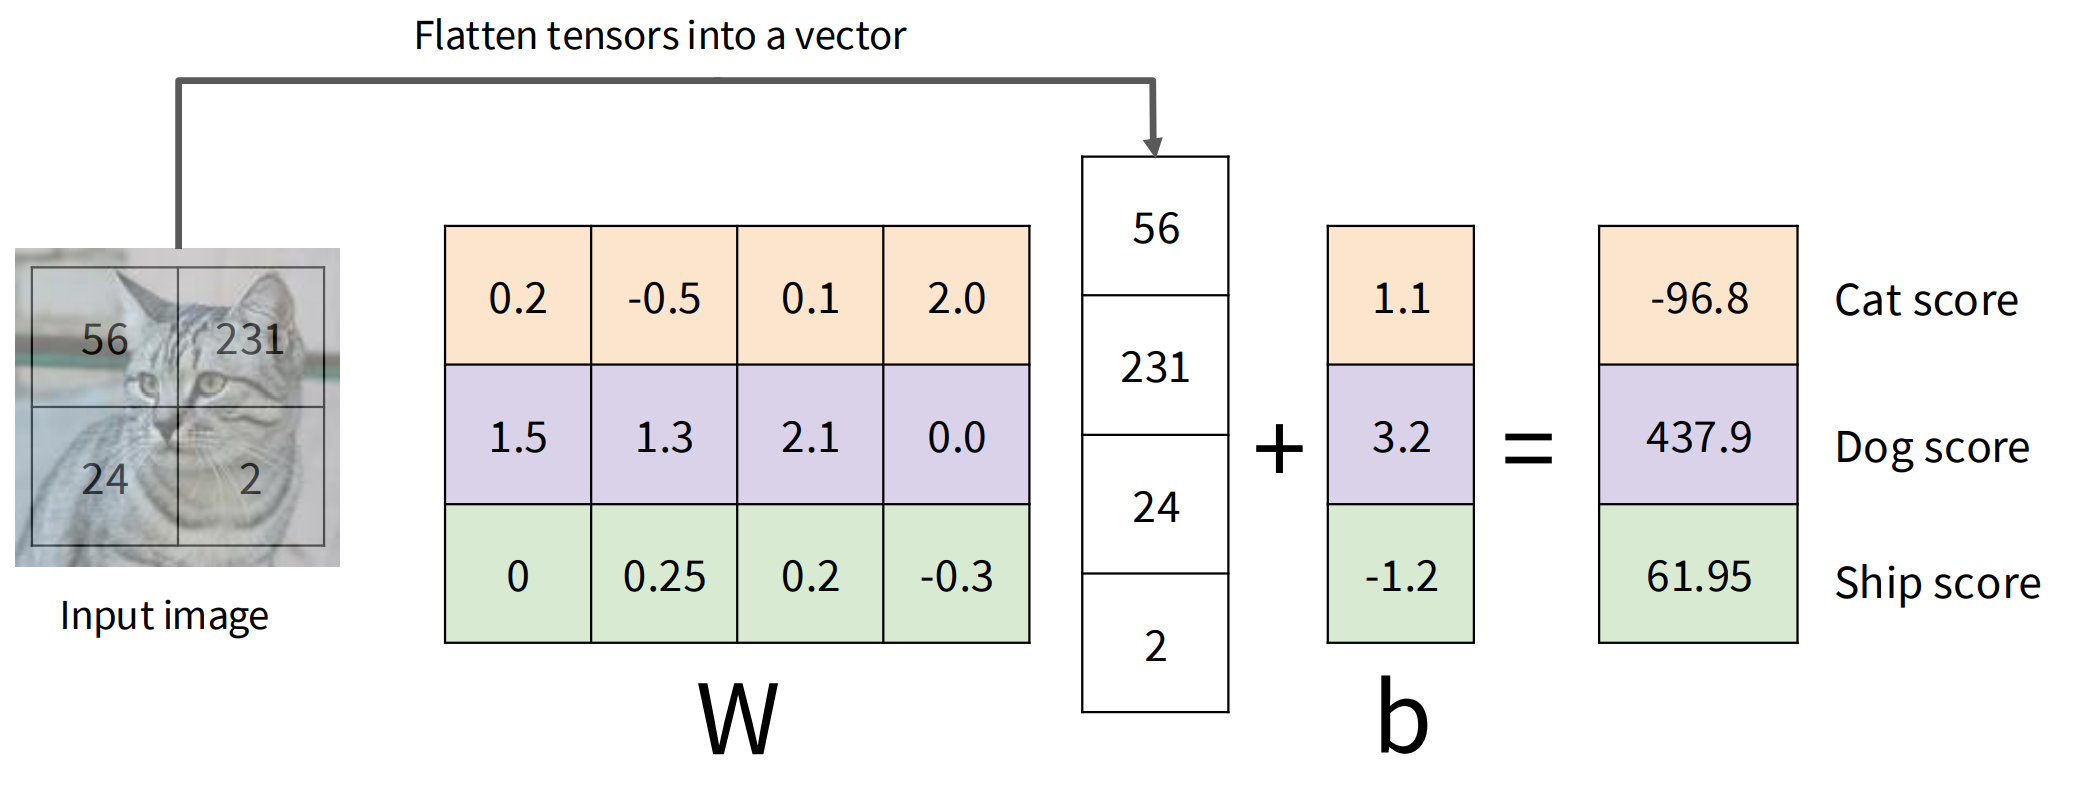 Flatten tensors into a vector
56 231
24 2
Input image
0.2 -0.5 0.1 2.0
1.5 1.3 2.1 0.0
0 0.25 0.2 -0.3
W
56
231
24
2
+
1.1
3.2
-1.2
b
=
-96.8 Cat score
437.9 Dog score
61.95 Ship score